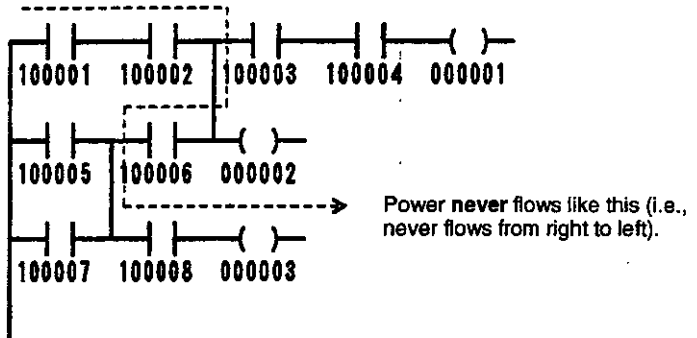 100001 100002 100003 100004 000001
100005 100006 000002
Power never flows like this (i.e.,
never flows from right to left).
100007 100008 000003